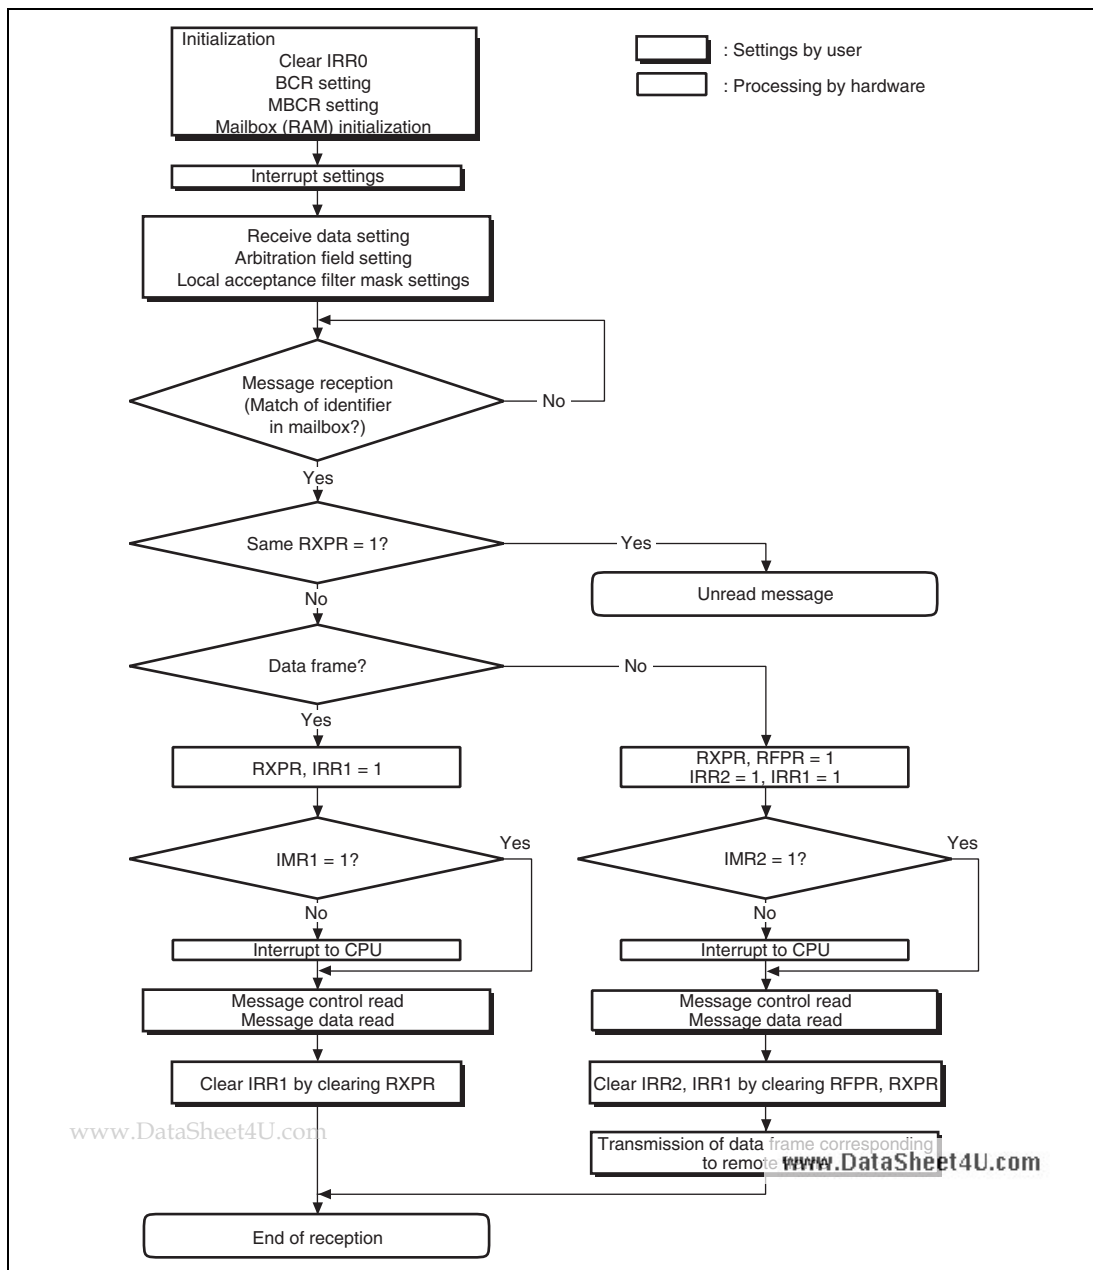 Initialization
Clear IRR0
BCR setting
MBCR setting
Mailbox (RAM) initialization
: Settings by user
: Processing by hardware
Interrupt settings
Receive data setting
Arbitration field setting
Local acceptance filter mask settings
Message reception
(Match of identifier
in mailbox?)
No
Yes
Same RXPR = 1?
Yes
Unread message
No
Data frame?
No
Yes
RXPR, IRR1 = 1
RXPR, RFPR = 1
IRR2 = 1, IRR1 = 1
IMR1 = 1?
Yes
IMR2 = 1?
Yes
No
No
Interrupt to CPU
Interrupt to CPU
Message control read
Message data read
Message control read
Message data read
Clear IRR1 by clearing RXPR
Clear IRR2, IRR1 by clearing RFPR, RXPR
www.DataSheet4U.com
Transmission of data frame corresponding
to remote
www.DataSheet4U.com
End of reception